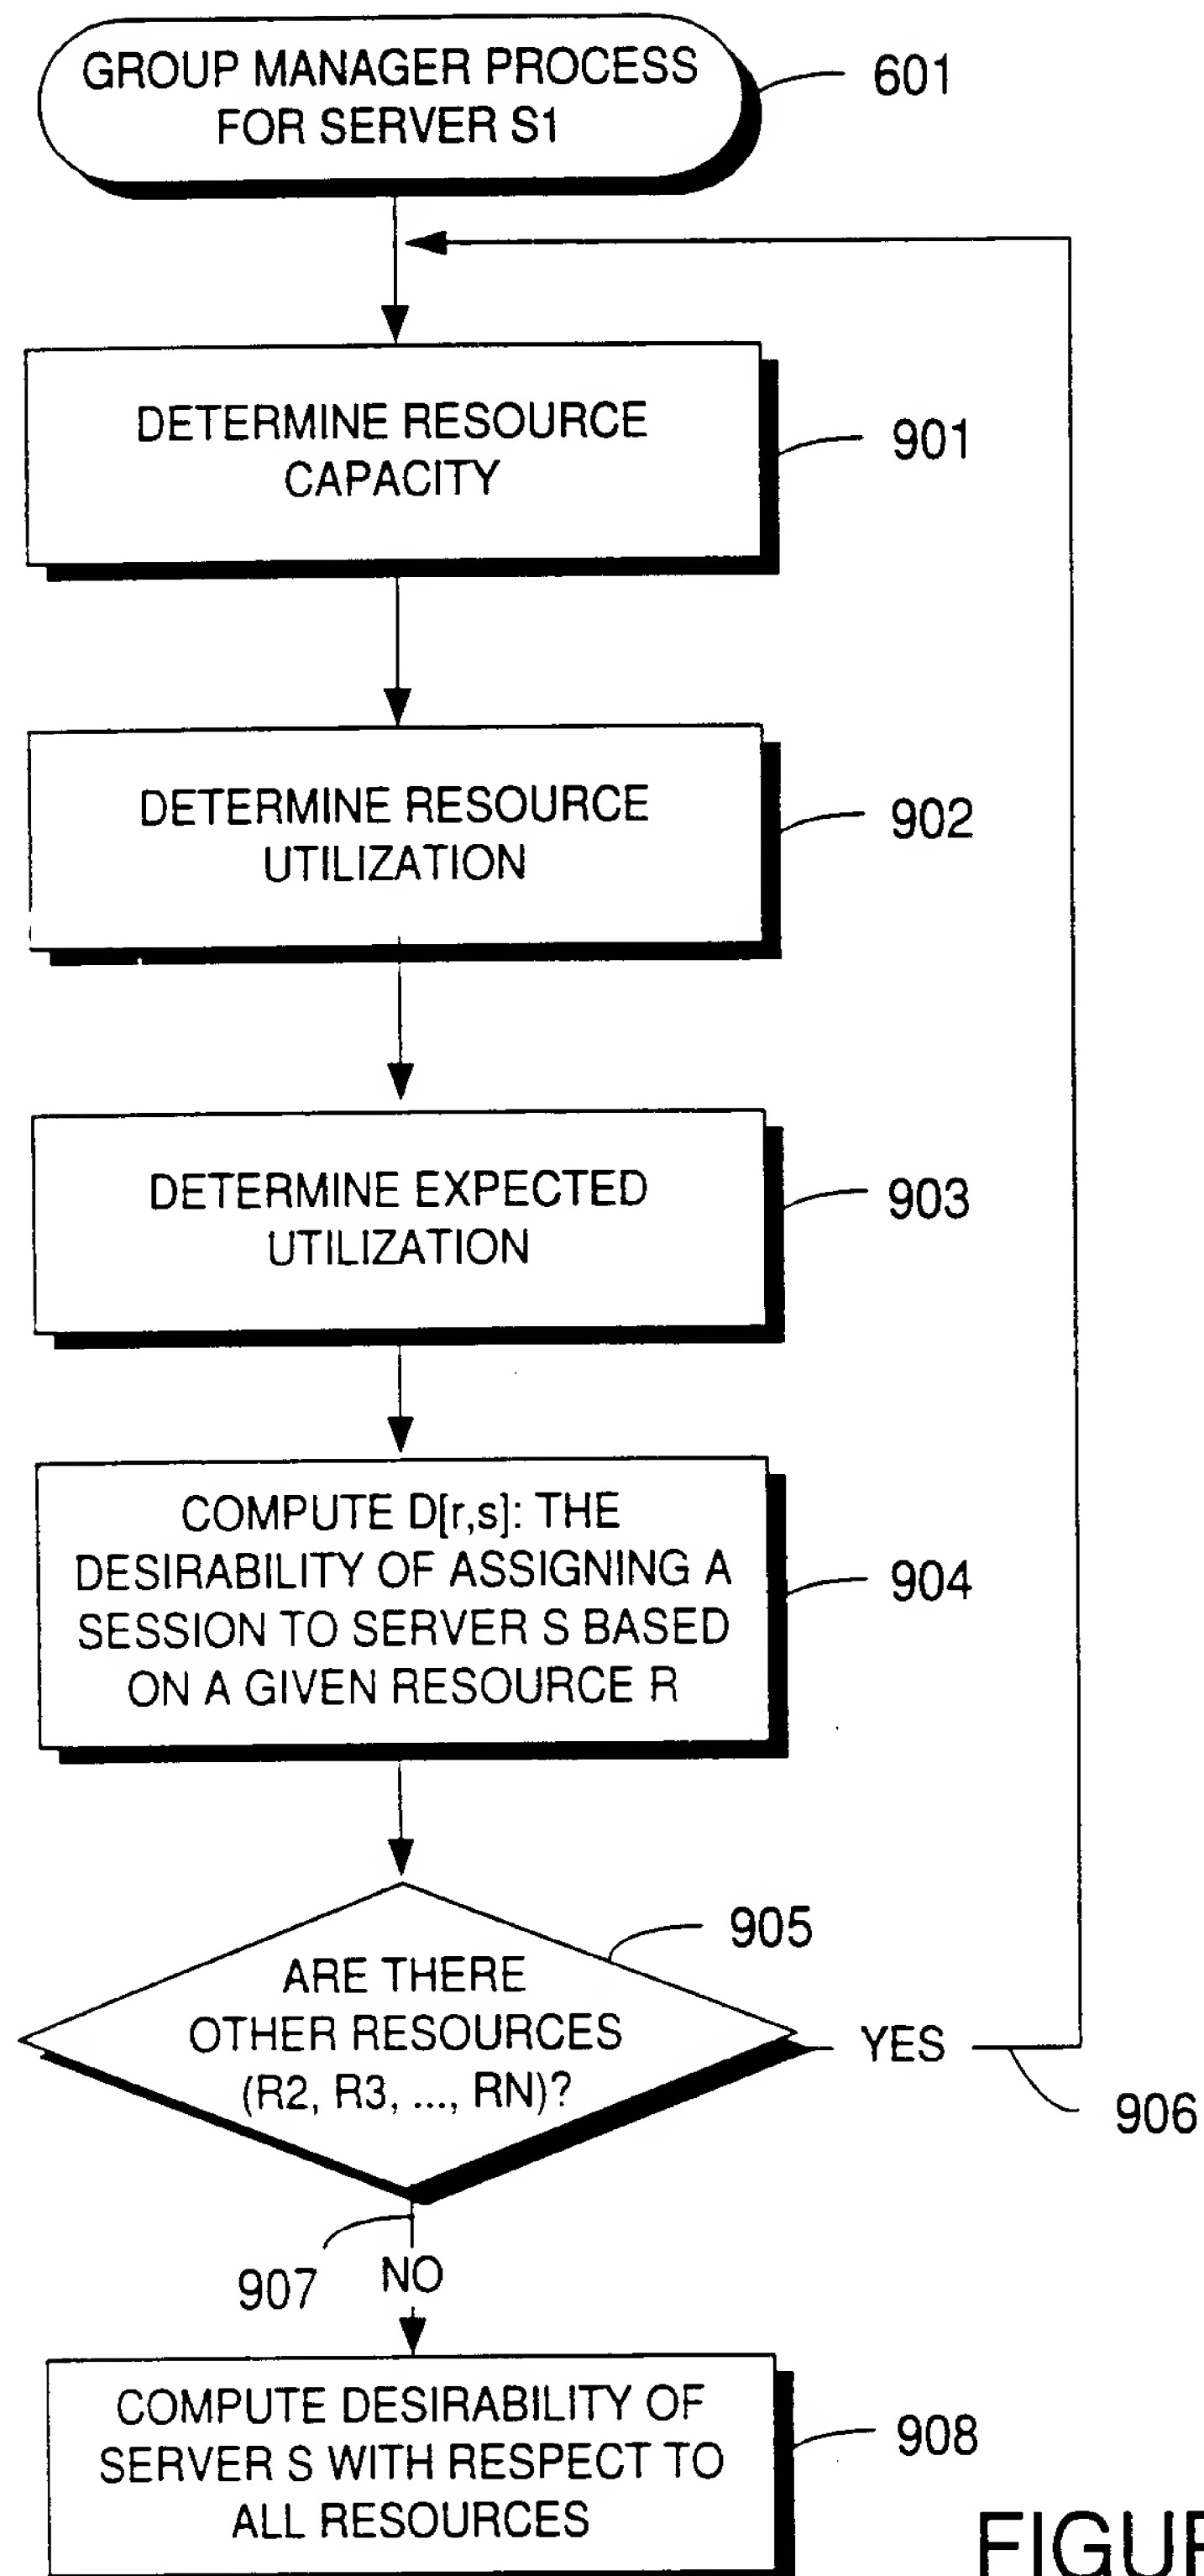 GROUP MANAGER PROCESS
FOR SERVER S1
601
DETERMINE RESOURCE
CAPACITY
901
DETERMINE RESOURCE
UTILIZATION
902
DETERMINE EXPECTED
UTILIZATION
903
COMPUTE D[r,s]: THE
DESIRABILITY OF ASSIGNING A
SESSION TO SERVER S BASED
ON A GIVEN RESOURCE R
904
905
ARE THERE
OTHER RESOURCES
(R2, R3, ..., RN)?
YES
906
907
NO
COMPUTE DESIRABILITY OF
SERVER S WITH RESPECT TO
ALL RESOURCES
908